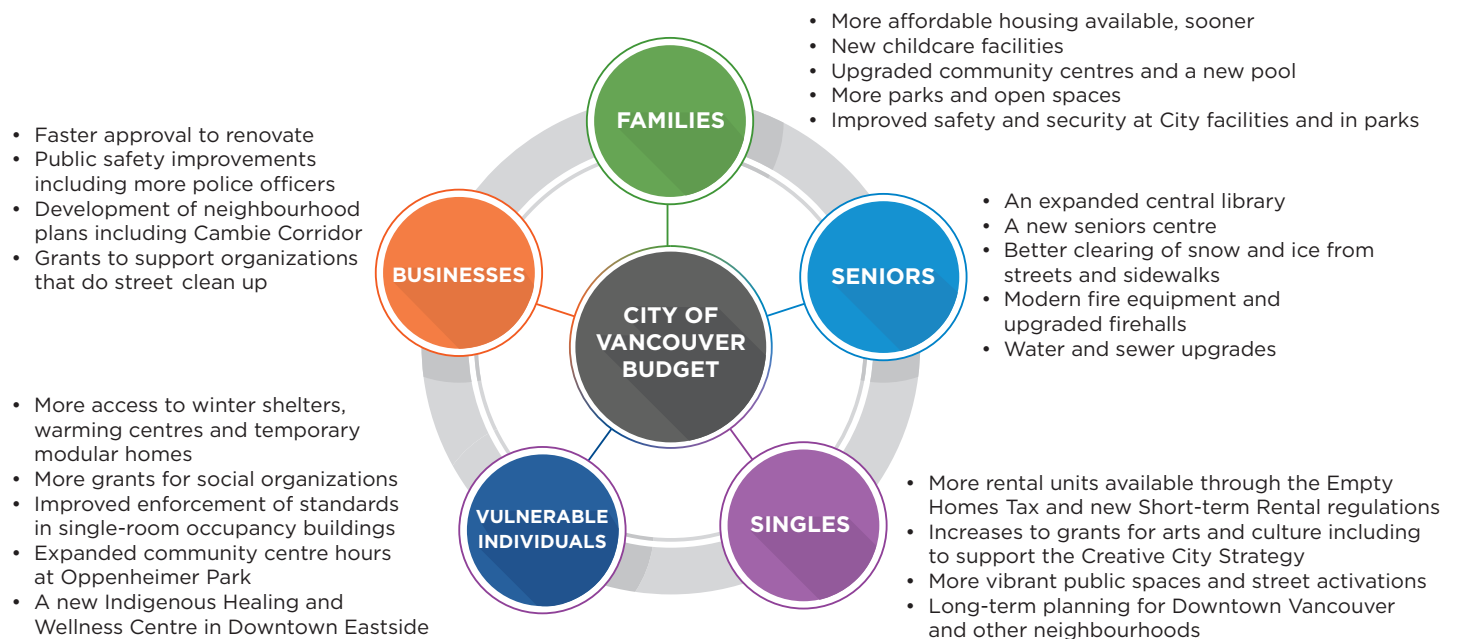 • More affordable housing available, sooner
• New childcare facilities
• Upgraded community centres and a new pool
• More parks and open spaces
• Improved safety and security at City facilities and in parks
FAMILIES
• Faster approval to renovate
• Public safety improvements
including more police officers
• Development of neighbourhood
plans including Cambie Corridor
• Grants to support organizations
that do street clean up
BUSINESSES
SENIORS
• An expanded central library
• A new seniors centre
• Better clearing of snow and ice from
streets and sidewalks
• Modern fire equipment and
upgraded firehalls
• Water and sewer upgrades
CITY OF
VANCOUVER
BUDGET
• More access to winter shelters,
warming centres and temporary
modular homes
• More grants for social organizations
• Improved enforcement of standards
in single-room occupancy buildings
• Expanded community centre hours
at Oppenheimer Park
• A new Indigenous Healing and
Wellness Centre in Downtown Eastside
VULNERABLE
INDIVIDUALS
SINGLES
• More rental units available through the Empty
Homes Tax and new Short-term Rental regulations
• Increases to grants for arts and culture including
to support the Creative City Strategy
• More vibrant public spaces and street activations
• Long-term planning for Downtown Vancouver
and other neighbourhoods